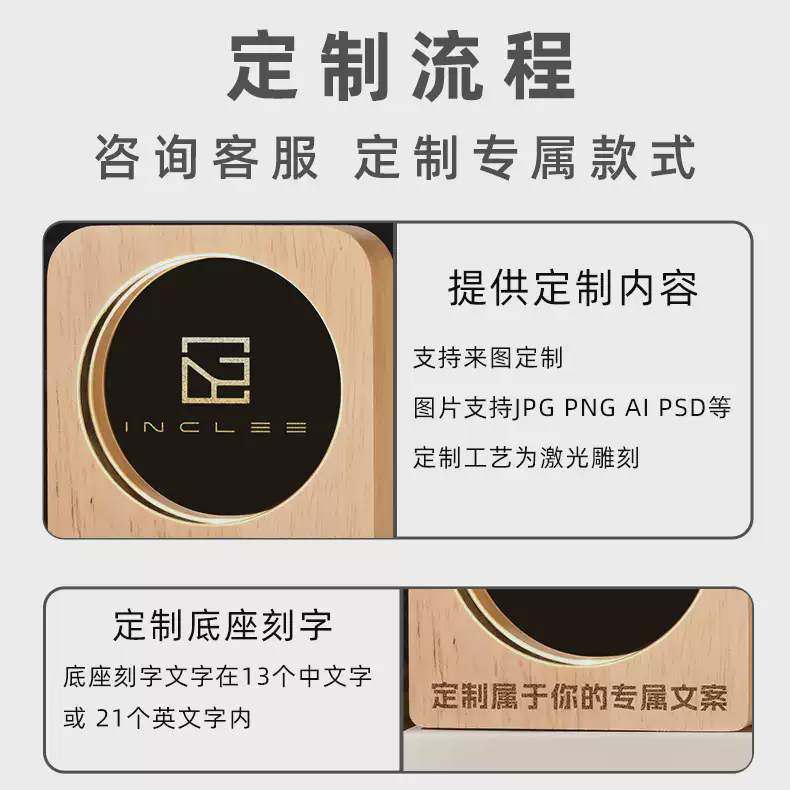 定制流程
咨询客服 定制专属款式
INCLEE
提供定制内容
支持来图定制
图片支持JPG PNG AI PSD等
定制工艺为激光雕刻
定制底座刻字
底座刻字文字在13个中文字
或 21个英文字内
定制属于你的专属文案